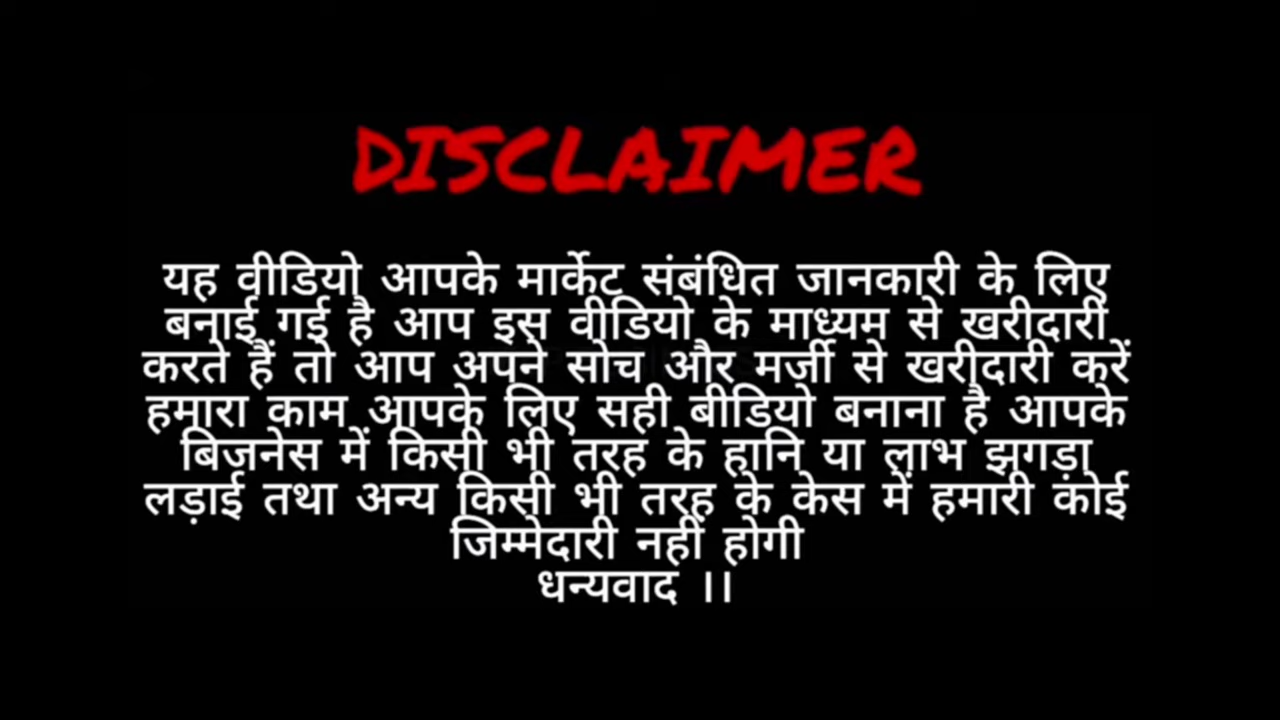 DISCLAIMER
यह वीडियो आपके मार्केट संबंधित जानकारी के लिए
बनाई गई है आप इस वीडियो के माध्यम से खरीदारी
करते हैं तो आप अपने सोच और मर्जी से खरीदारी करें
हमारा काम आपके लिए सही बीडियो बनाना है आपके
बिजनेस में किसी भी तरह के हानि या लाभ झगड़ा
लड़ाई तथा अन्य किसी भी तरह के केस में हमारी कोई
जिम्मेदारी नहीं होगी
धन्यवाद ।।